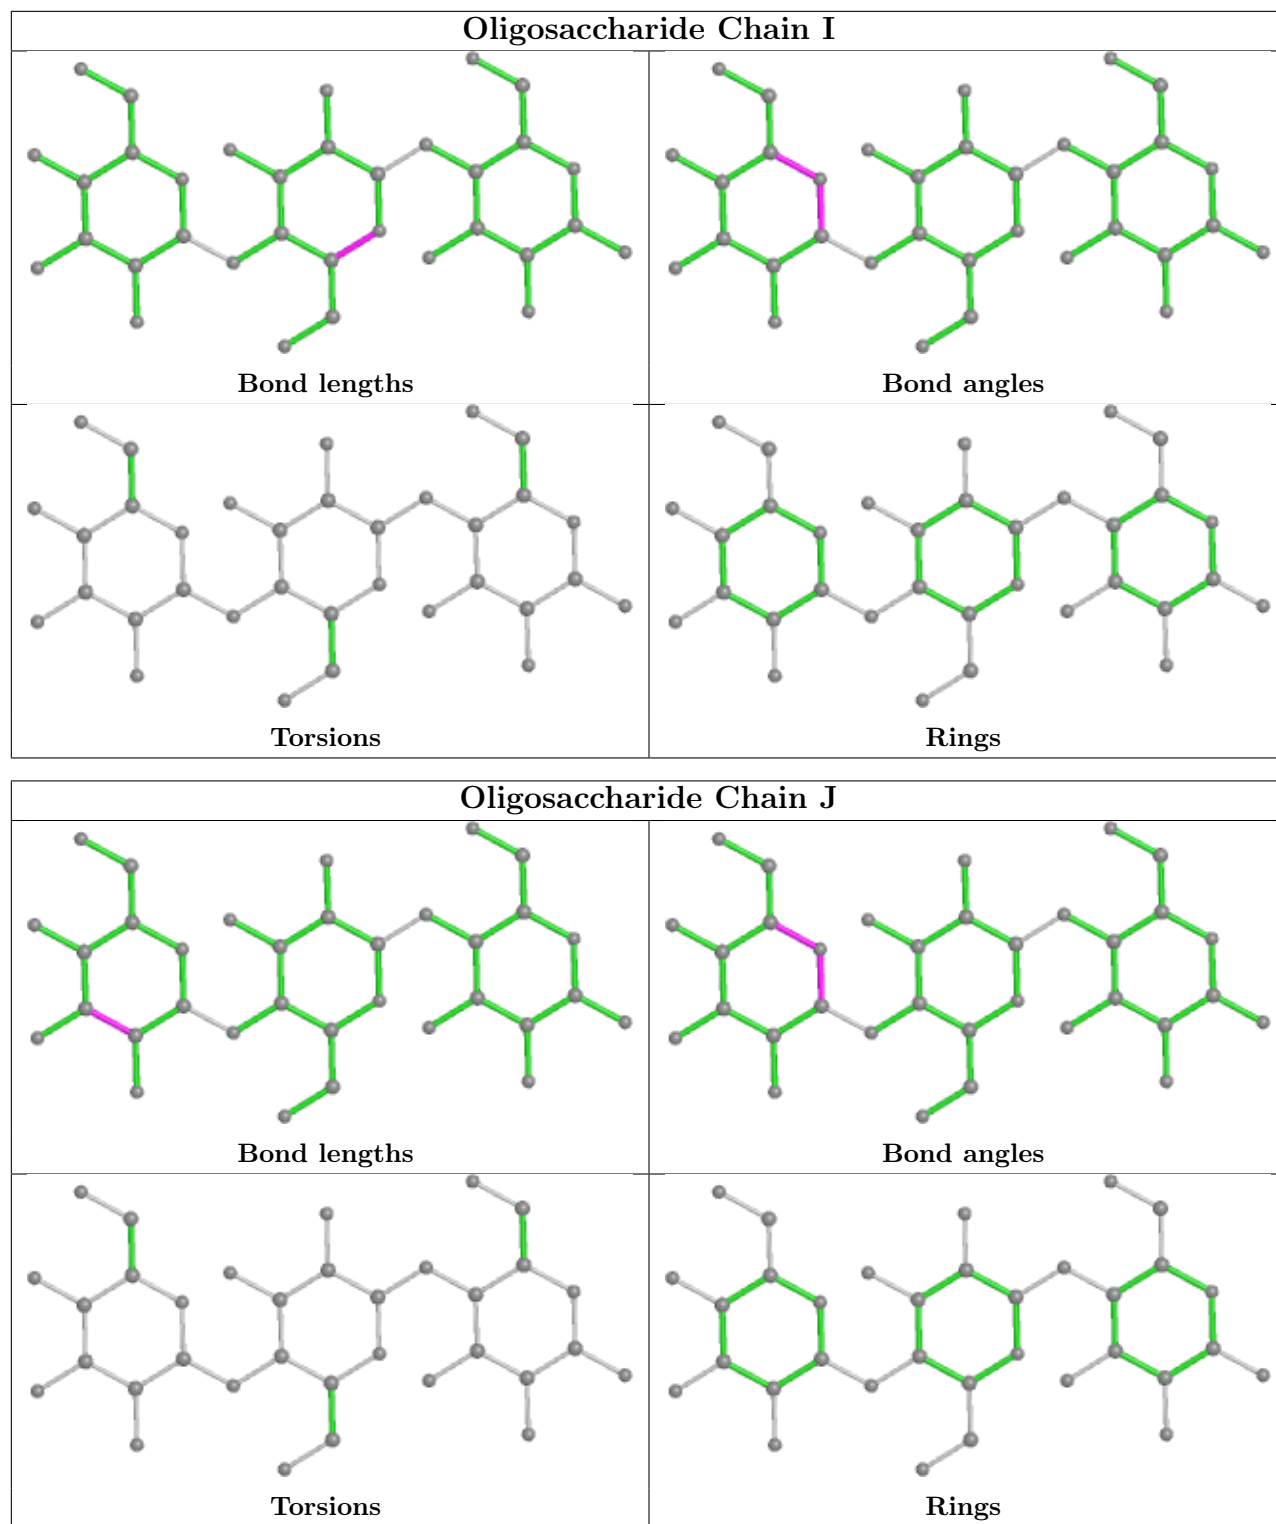 Oligosaccharide Chain I
Bond lengths
Bond angles
Torsions
Rings
Oligosaccharide Chain J
Bond lengths
Bond angles
Torsions
Rings